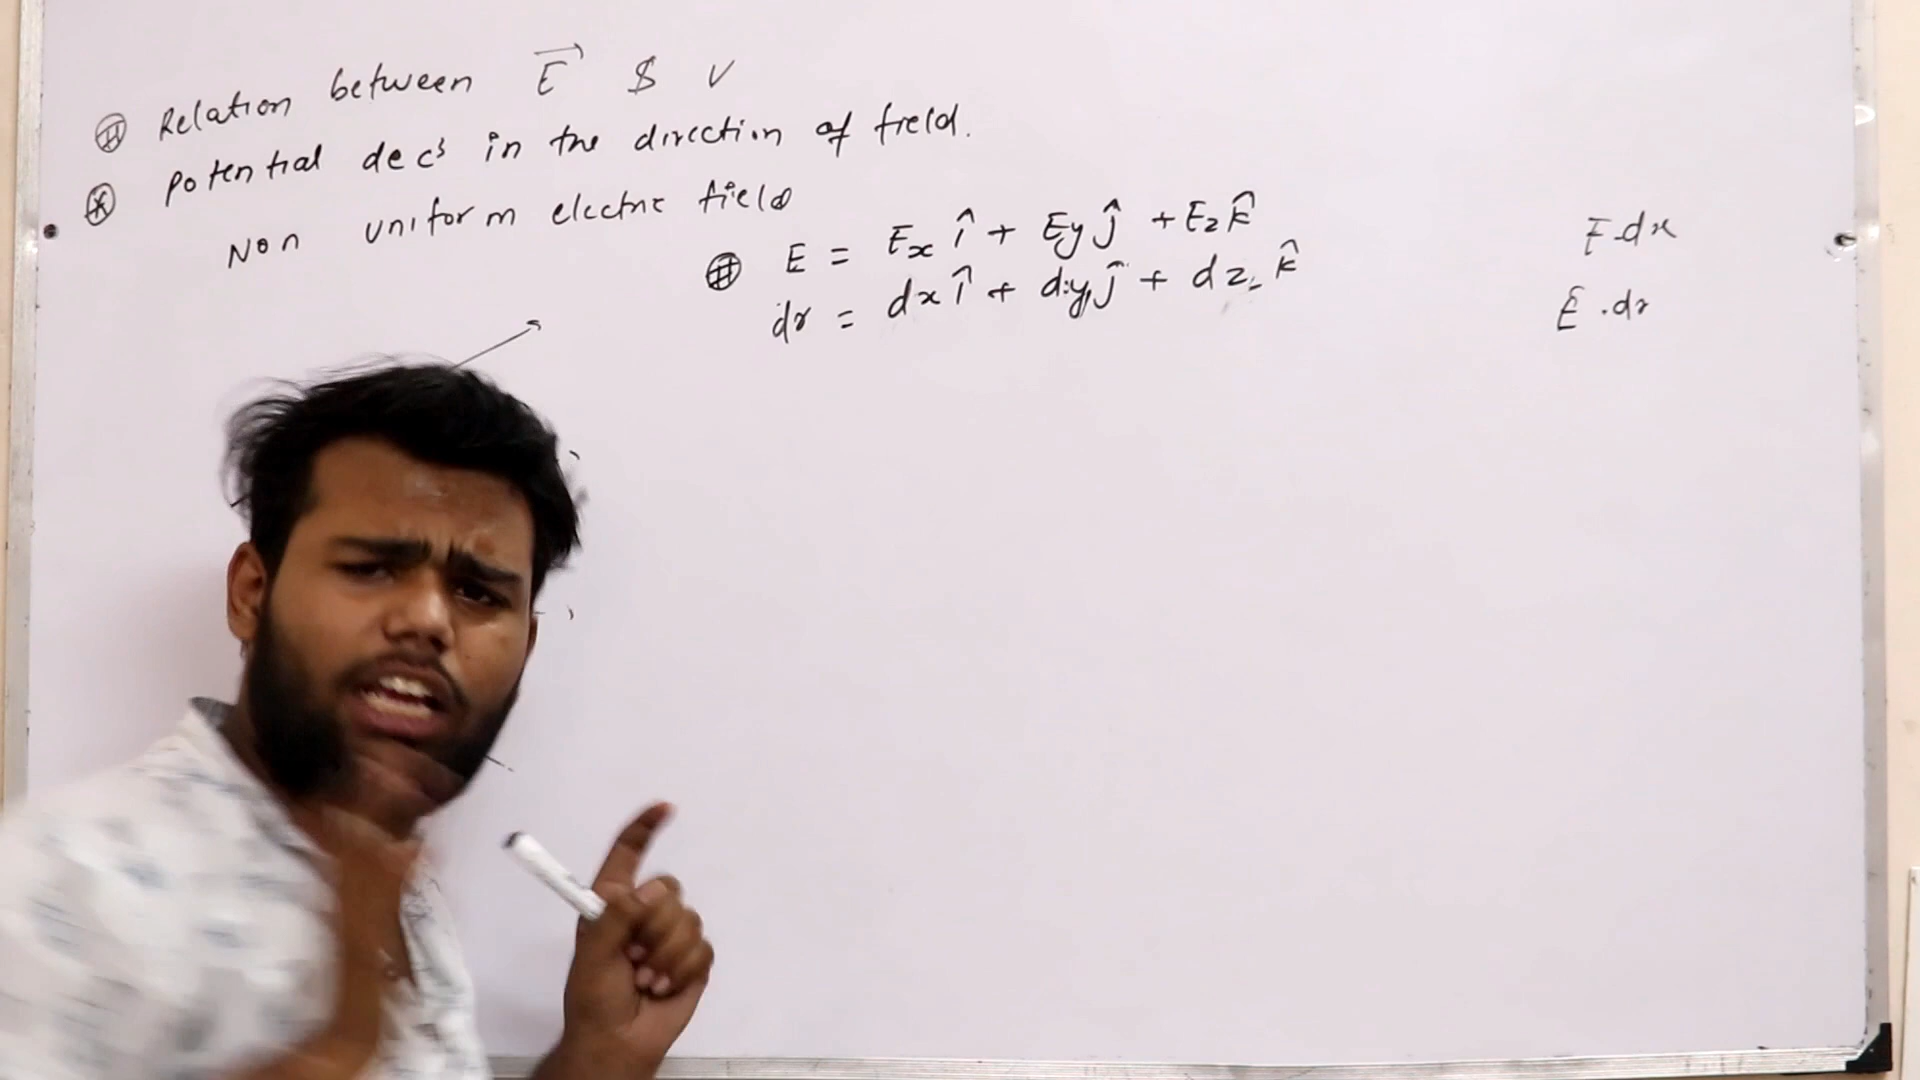 Relation between E⃗ & V
Potential decs in the direction of field.
Non uniform electric field
E = Ex î + Ey ĵ + Ez k̂
dr = dx î + dy ĵ + dz k̂
F.dx
E.dr